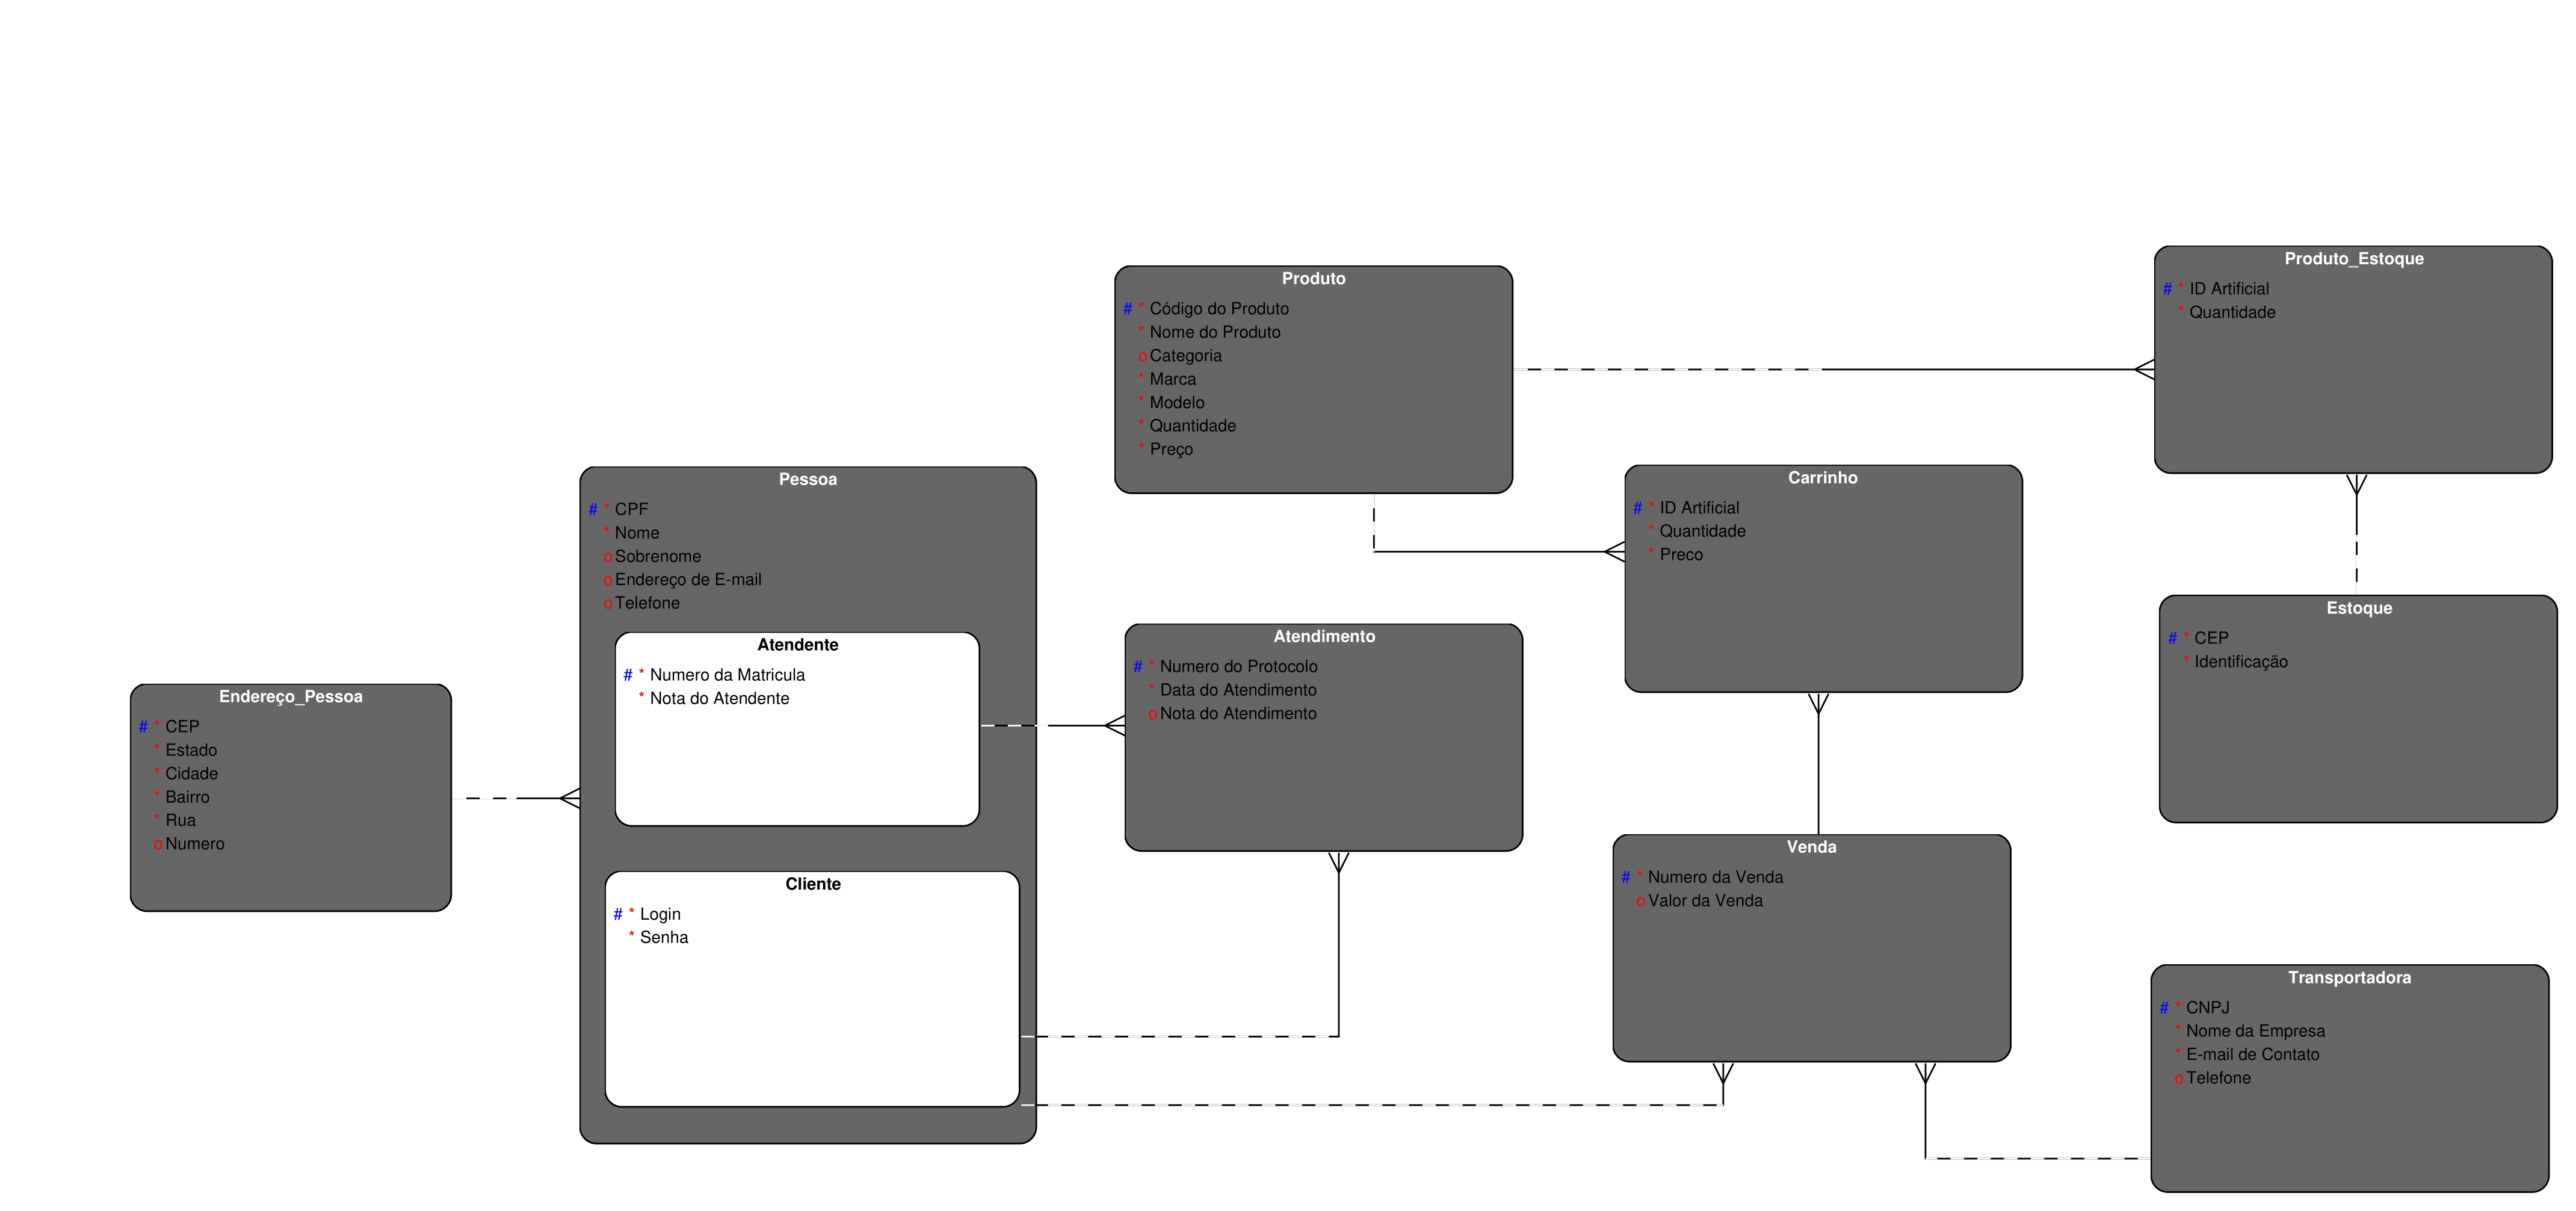 Produto
# * Código do Produto
* Nome do Produto
o Categoria
* Marca
* Modelo
* Quantidade
* Preço
Produto_Estoque
# * ID Artificial
* Quantidade
Pessoa
# * CPF
* Nome
o Sobrenome
o Endereço de E-mail
o Telefone
Atendente
# * Numero da Matricula
* Nota do Atendente
Cliente
# * Login
* Senha
Carrinho
# * ID Artificial
* Quantidade
* Preco
Atendimento
# * Numero do Protocolo
* Data do Atendimento
o Nota do Atendimento
Estoque
# * CEP
* Identificação
Endereço_Pessoa
# * CEP
* Estado
* Cidade
* Bairro
* Rua
o Numero
Venda
# * Numero da Venda
o Valor da Venda
Transportadora
# * CNPJ
* Nome da Empresa
* E-mail de Contato
o Telefone